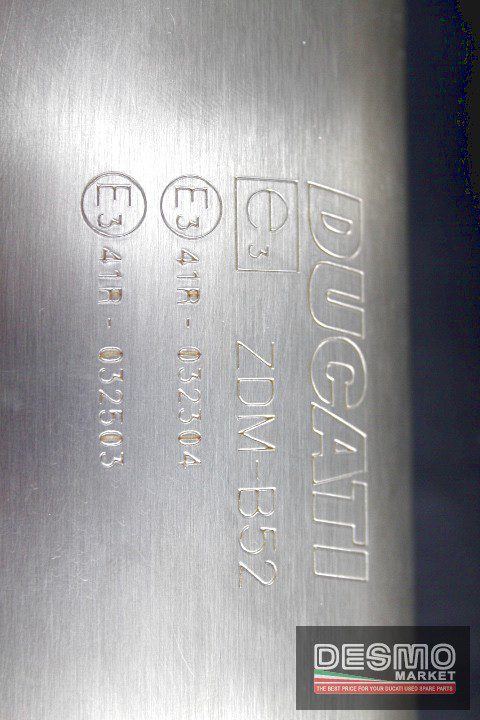 DUCATI
e3 ZDM-B52
E3 41R - 032304
E3 41R - 032503
DESMO
MARKET
THE BEST PRICE FOR YOUR DUCATI USED SPARE PARTS